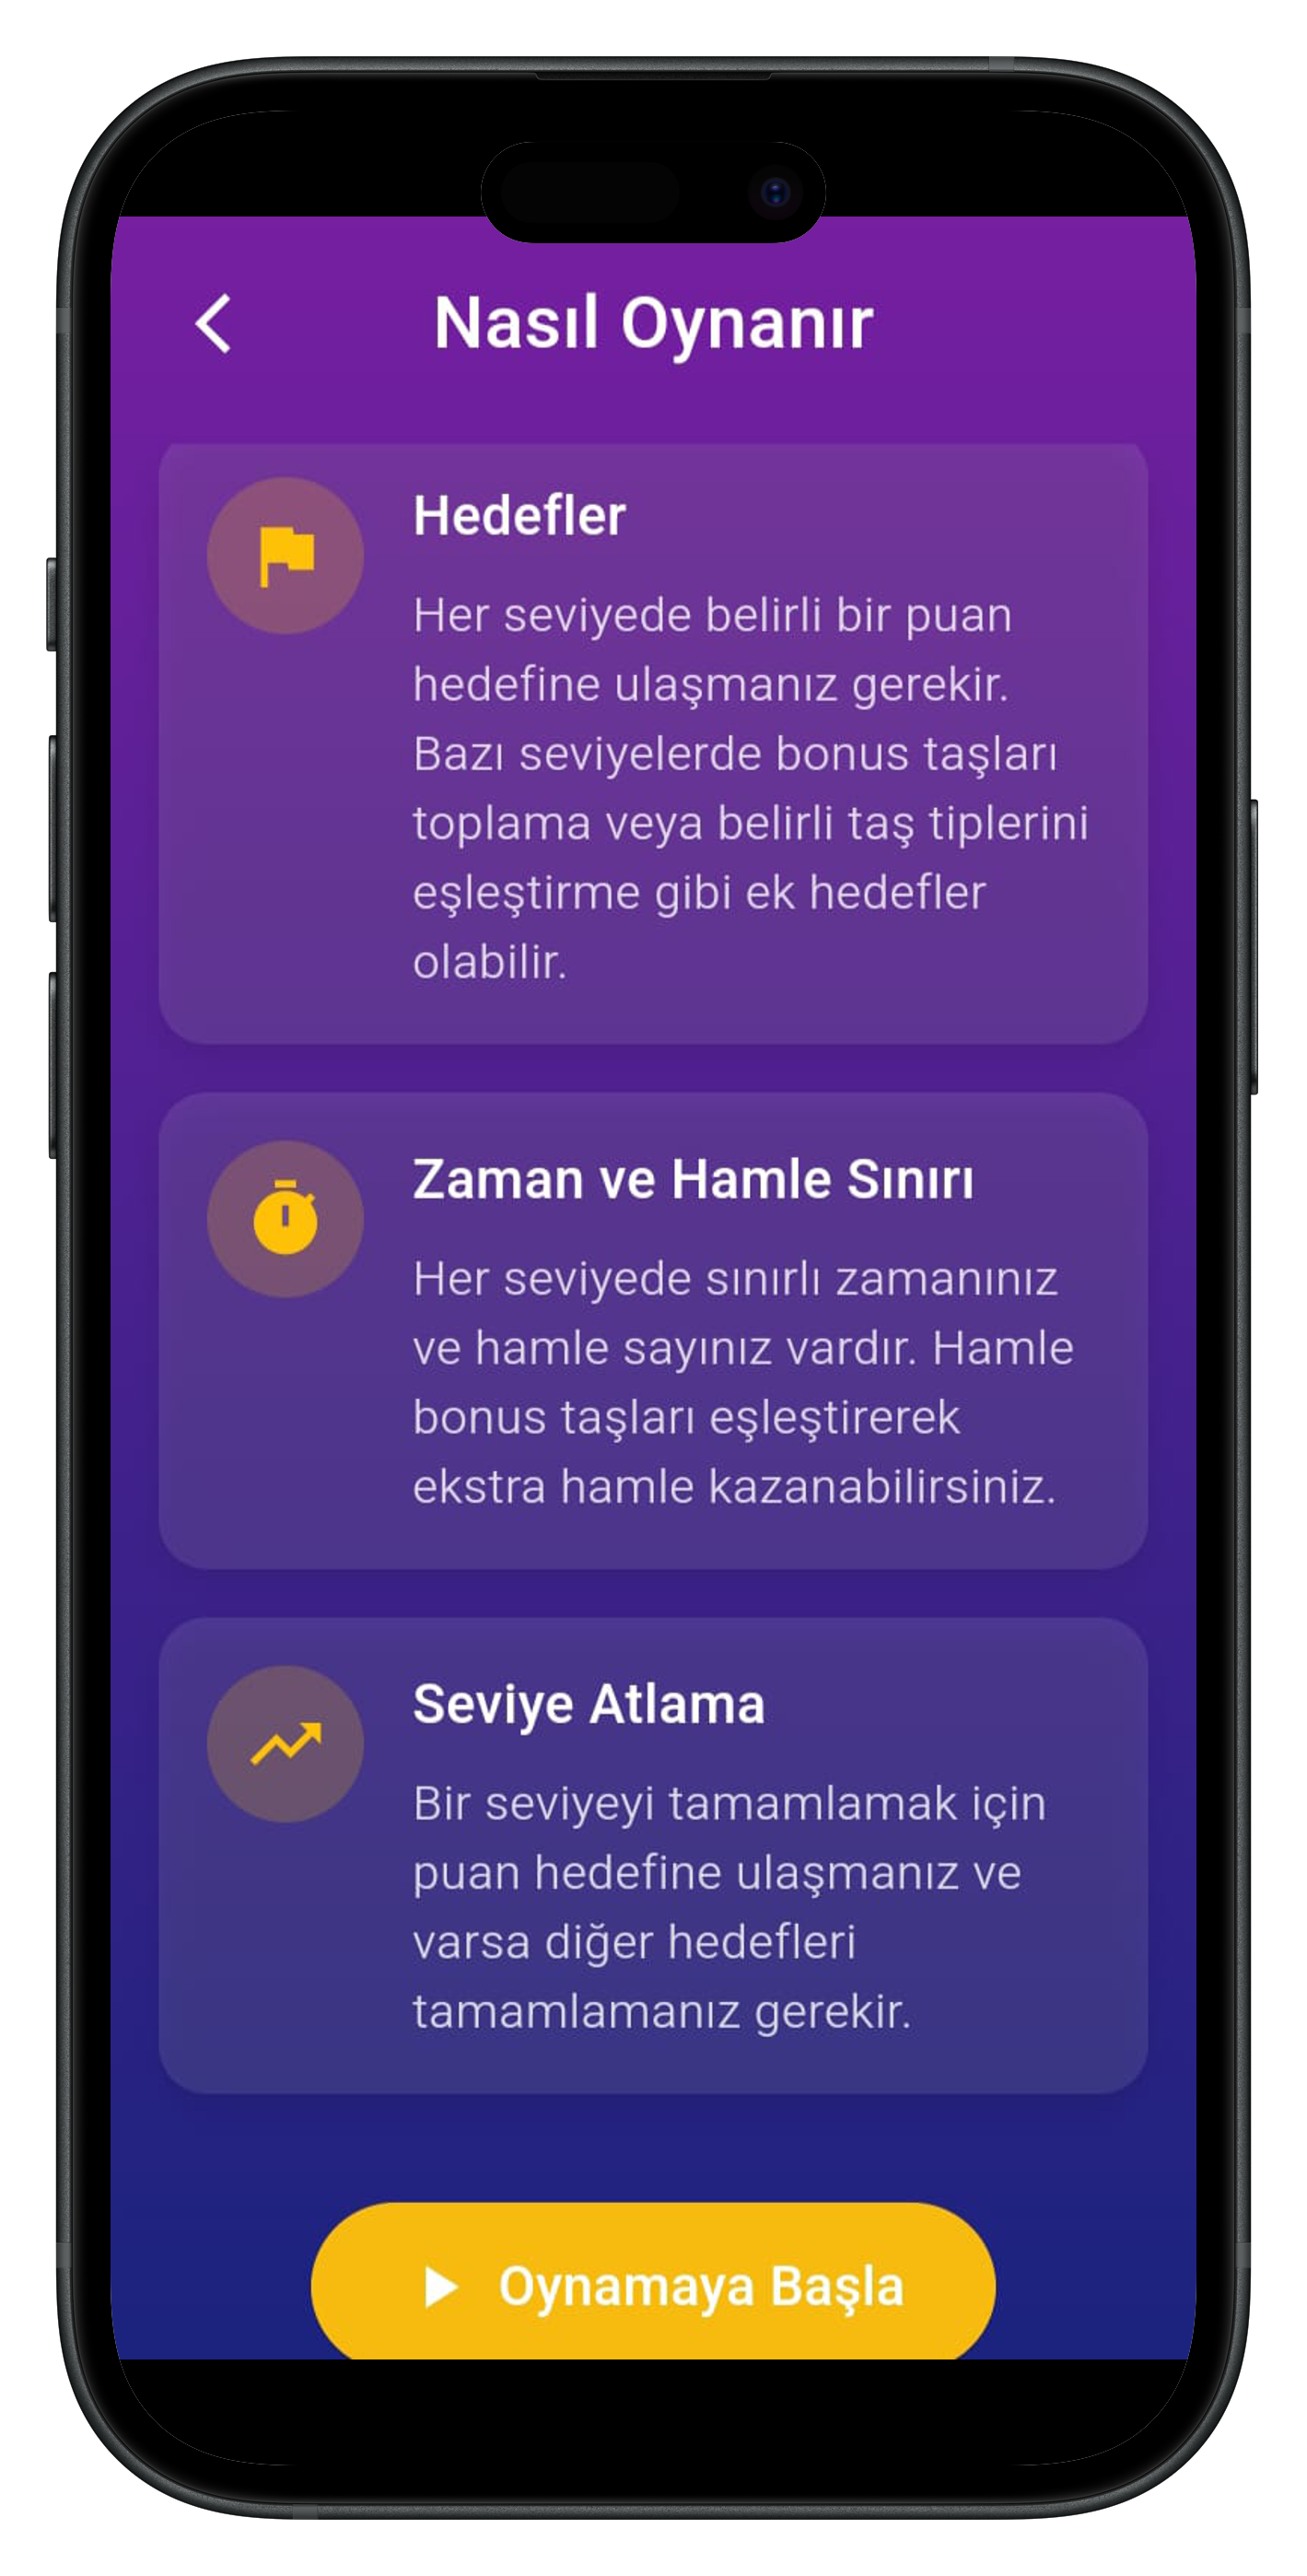 Nasıl Oynanır
Hedefler
Her seviyede belirli bir puan
hedefine ulaşmanız gerekir.
Bazı seviyelerde bonus taşları
toplama veya belirli taş tiplerini
eşleştirme gibi ek hedefler
olabilir.
Zaman ve Hamle Sınırı
Her seviyede sınırlı zamanınız
ve hamle sayınız vardır. Hamle
bonus taşları eşleştirerek
ekstra hamle kazanabilirsiniz.
Seviye Atlama
Bir seviyeyi tamamlamak için
puan hedefine ulaşmanız ve
varsa diğer hedefleri
tamamlamanız gerekir.
Oynamaya Başla